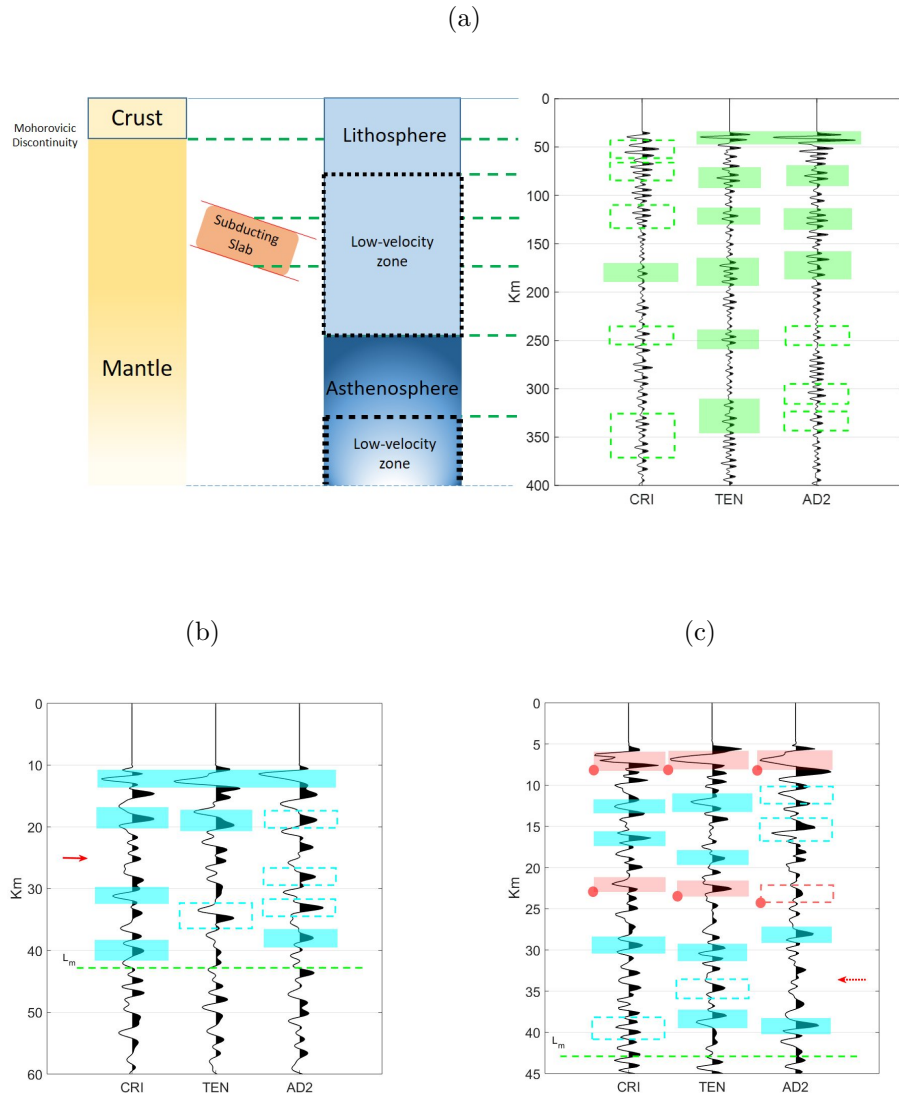 (a)
Crust
Mohorovicic
Discontinuity
Mantle
Subducting
Slab
Lithosphere
Low-velocity
zone
Asthenosphere
Low-velocity
zone
Km
0
50
100
150
200
250
300
350
400
CRI TEN AD2
(b)
Km
0
10
20
30
40
50
60
Lm
CRI TEN AD2
(c)
Km
0
5
10
15
20
25
30
35
40
45
Lm
CRI TEN AD2